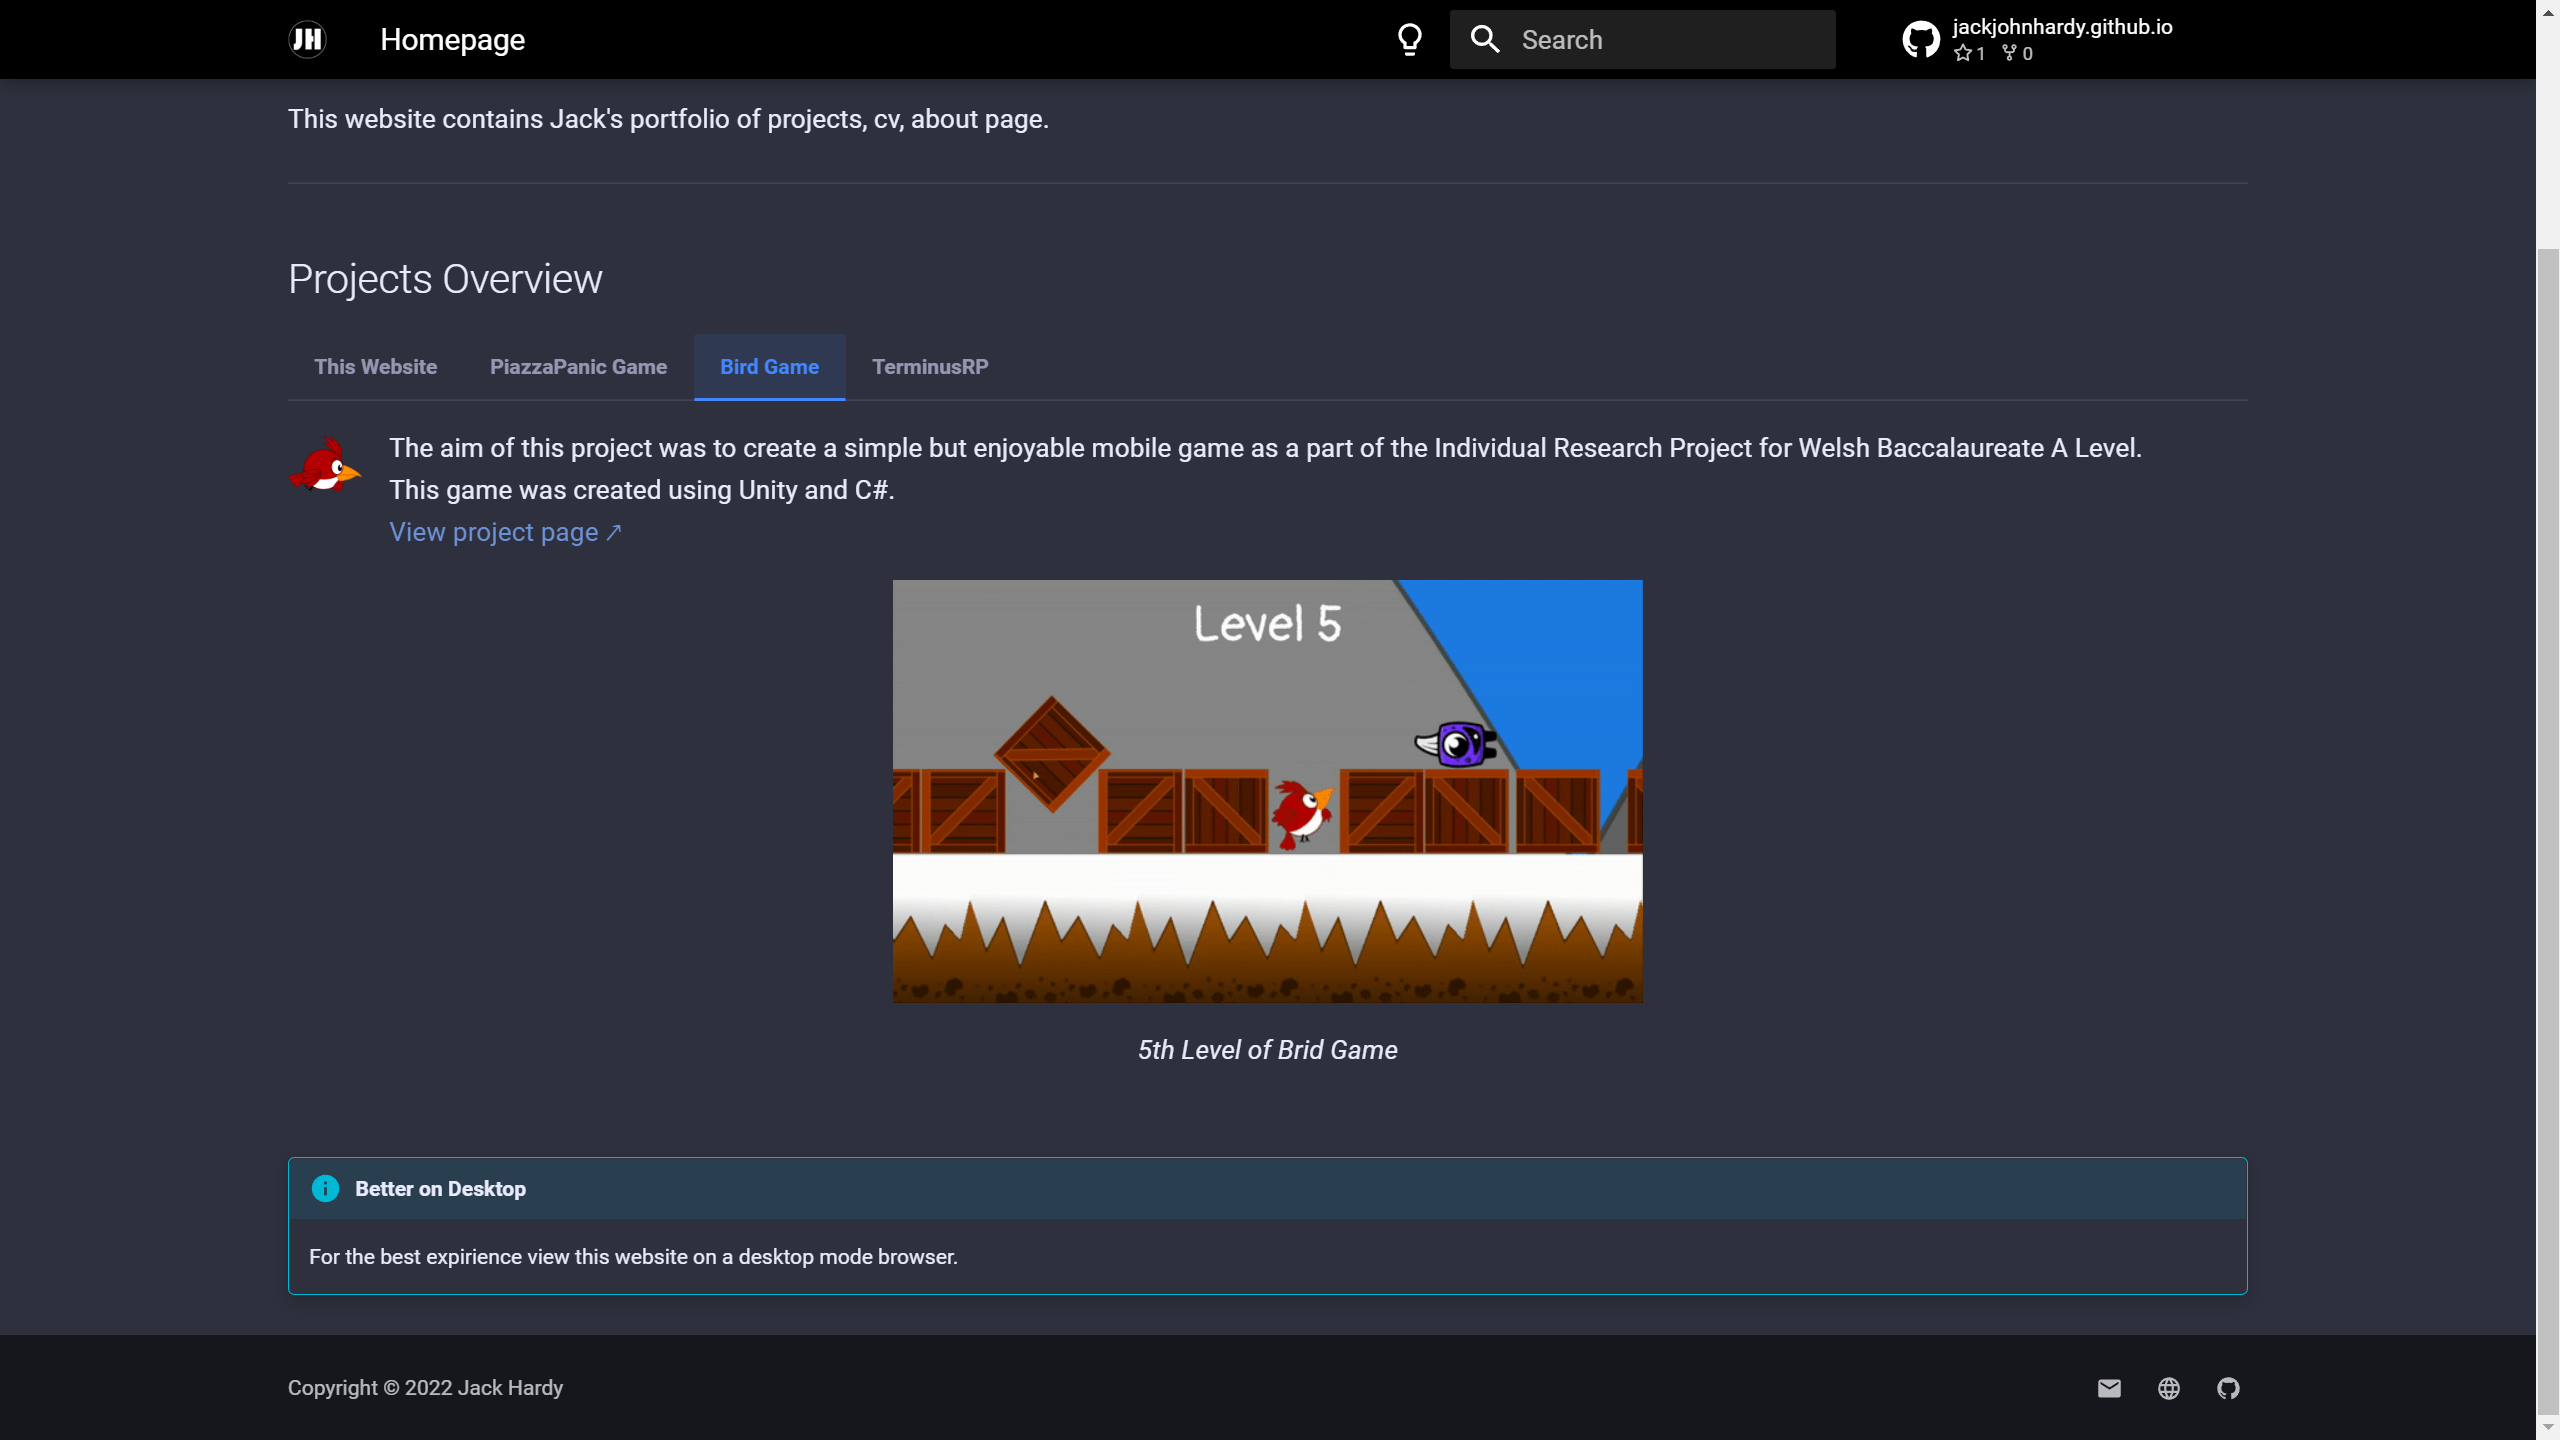 JH
Homepage
Search
jackjohnhardy.github.io
1 0
This website contains Jack's portfolio of projects, cv, about page.
Projects Overview
This Website PiazzaPanic Game Bird Game TerminusRP
The aim of this project was to create a simple but enjoyable mobile game as a part of the Individual Research Project for Welsh Baccalaureate A Level.
This game was created using Unity and C#.
View project page ↗
Level 5
5th Level of Brid Game
Better on Desktop
For the best expirience view this website on a desktop mode browser.
Copyright © 2022 Jack Hardy